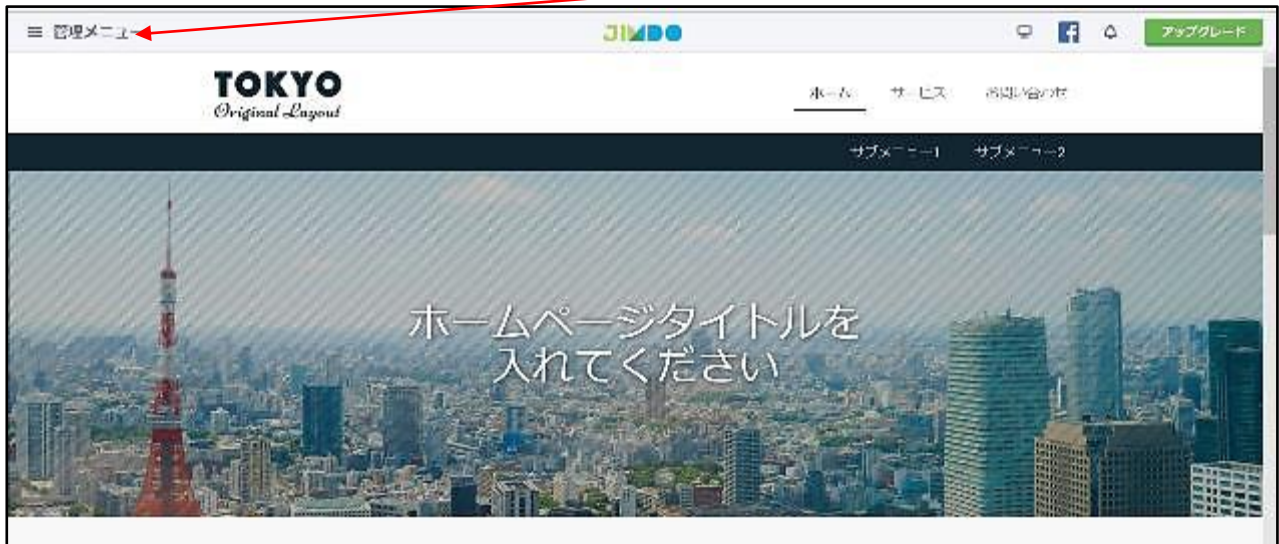 管理メニュー
JIMDO
アップグレード
TOKYO
Original Layout
ホーム サービス お問い合わせ
サブメニュー1 サブメニュー2
ホームページタイトルを
入れてください